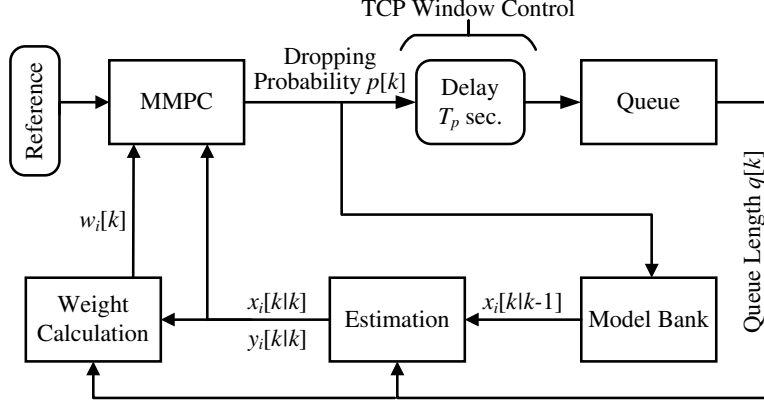 TCP Window Control
Dropping
Probability p[k]
Reference
MMPC
Delay
Tp sec.
Queue
Queue Length q[k]
wi[k]
Weight
Calculation
xi[k|k]
yi[k|k]
Estimation
xi[k|k-1]
Model Bank